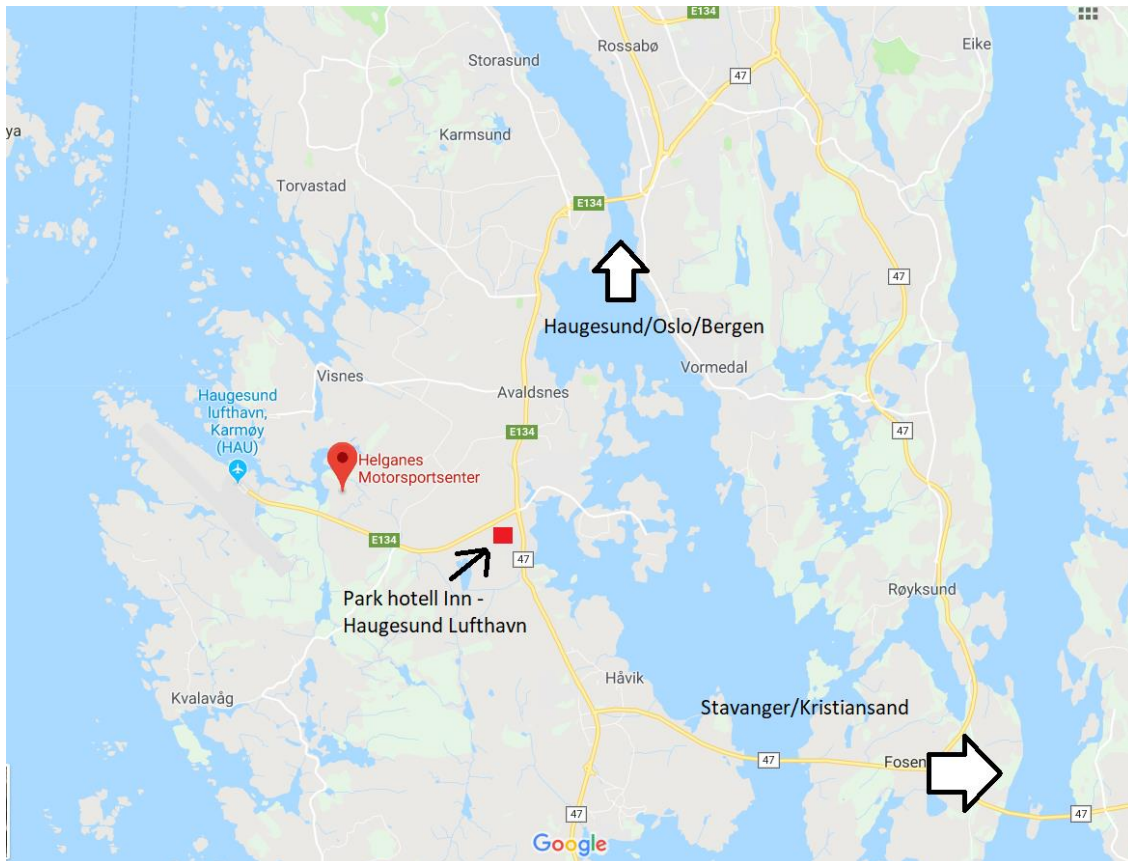 E134
Rossabø
Eike
Storasund
47
ya
Karmsund
Torvastad
E134
47
Haugesund/Oslo/Bergen
Vormedal
Visnes
Avaldsnes
Haugesund
lufthavn,
Karmøy
(HAU)
E134
47
Helganes
Motorsportsenter
E134
47
Park hotell Inn -
Haugesund Lufthavn
Røyksund
Håvik
Kvalavåg
Stavanger/Kristiansand
47
Fosen
47
47
Google